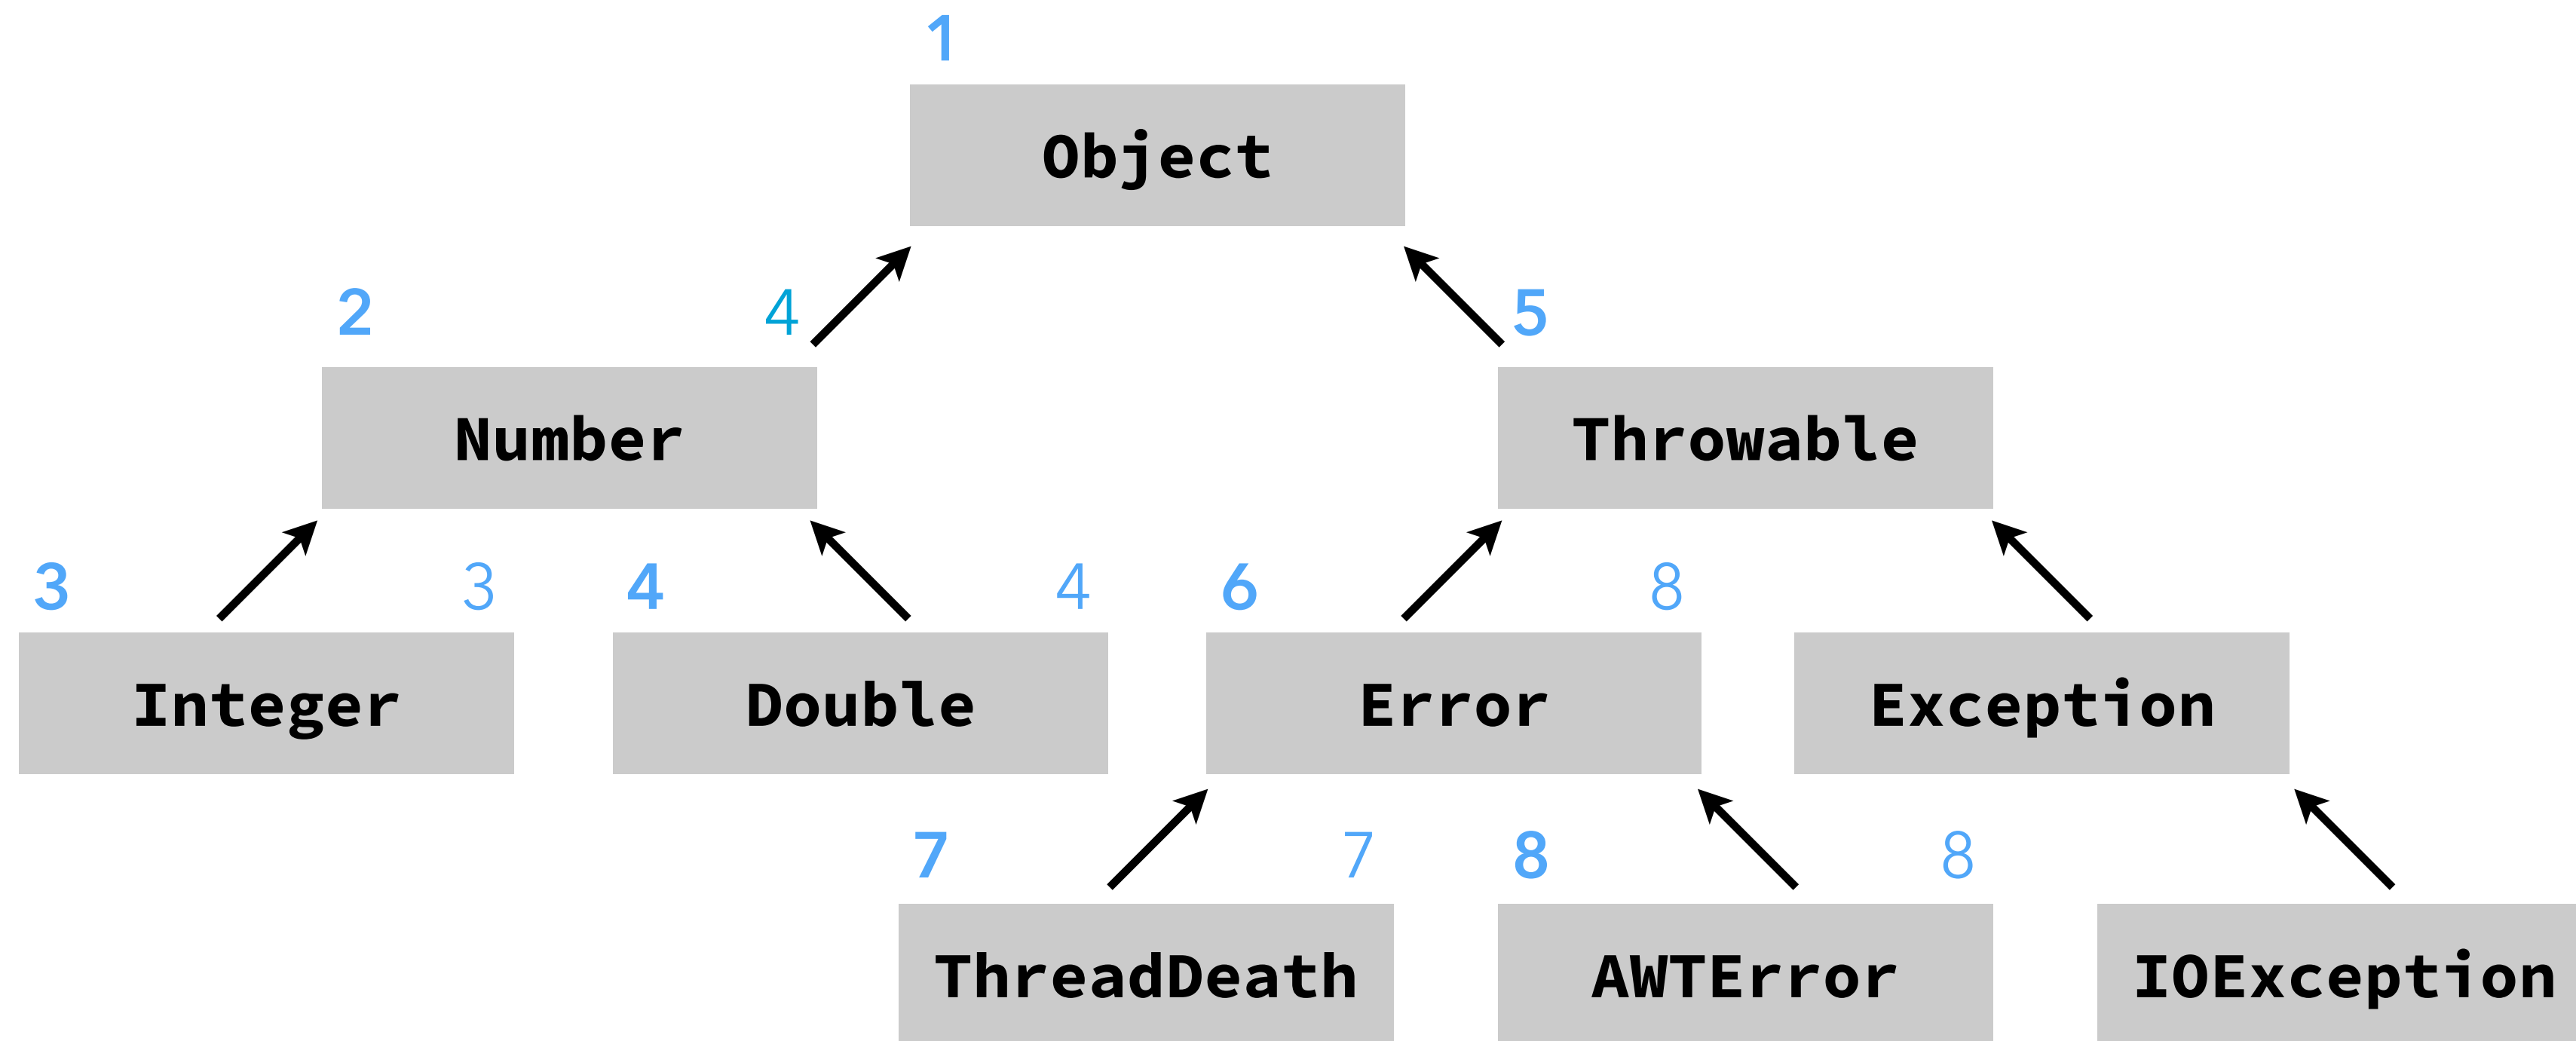 1
Object
2 4 5
Number Throwable
3 3 4 4 6 8
Integer Double Error Exception
7 7 8 8
ThreadDeath AWTError IOException